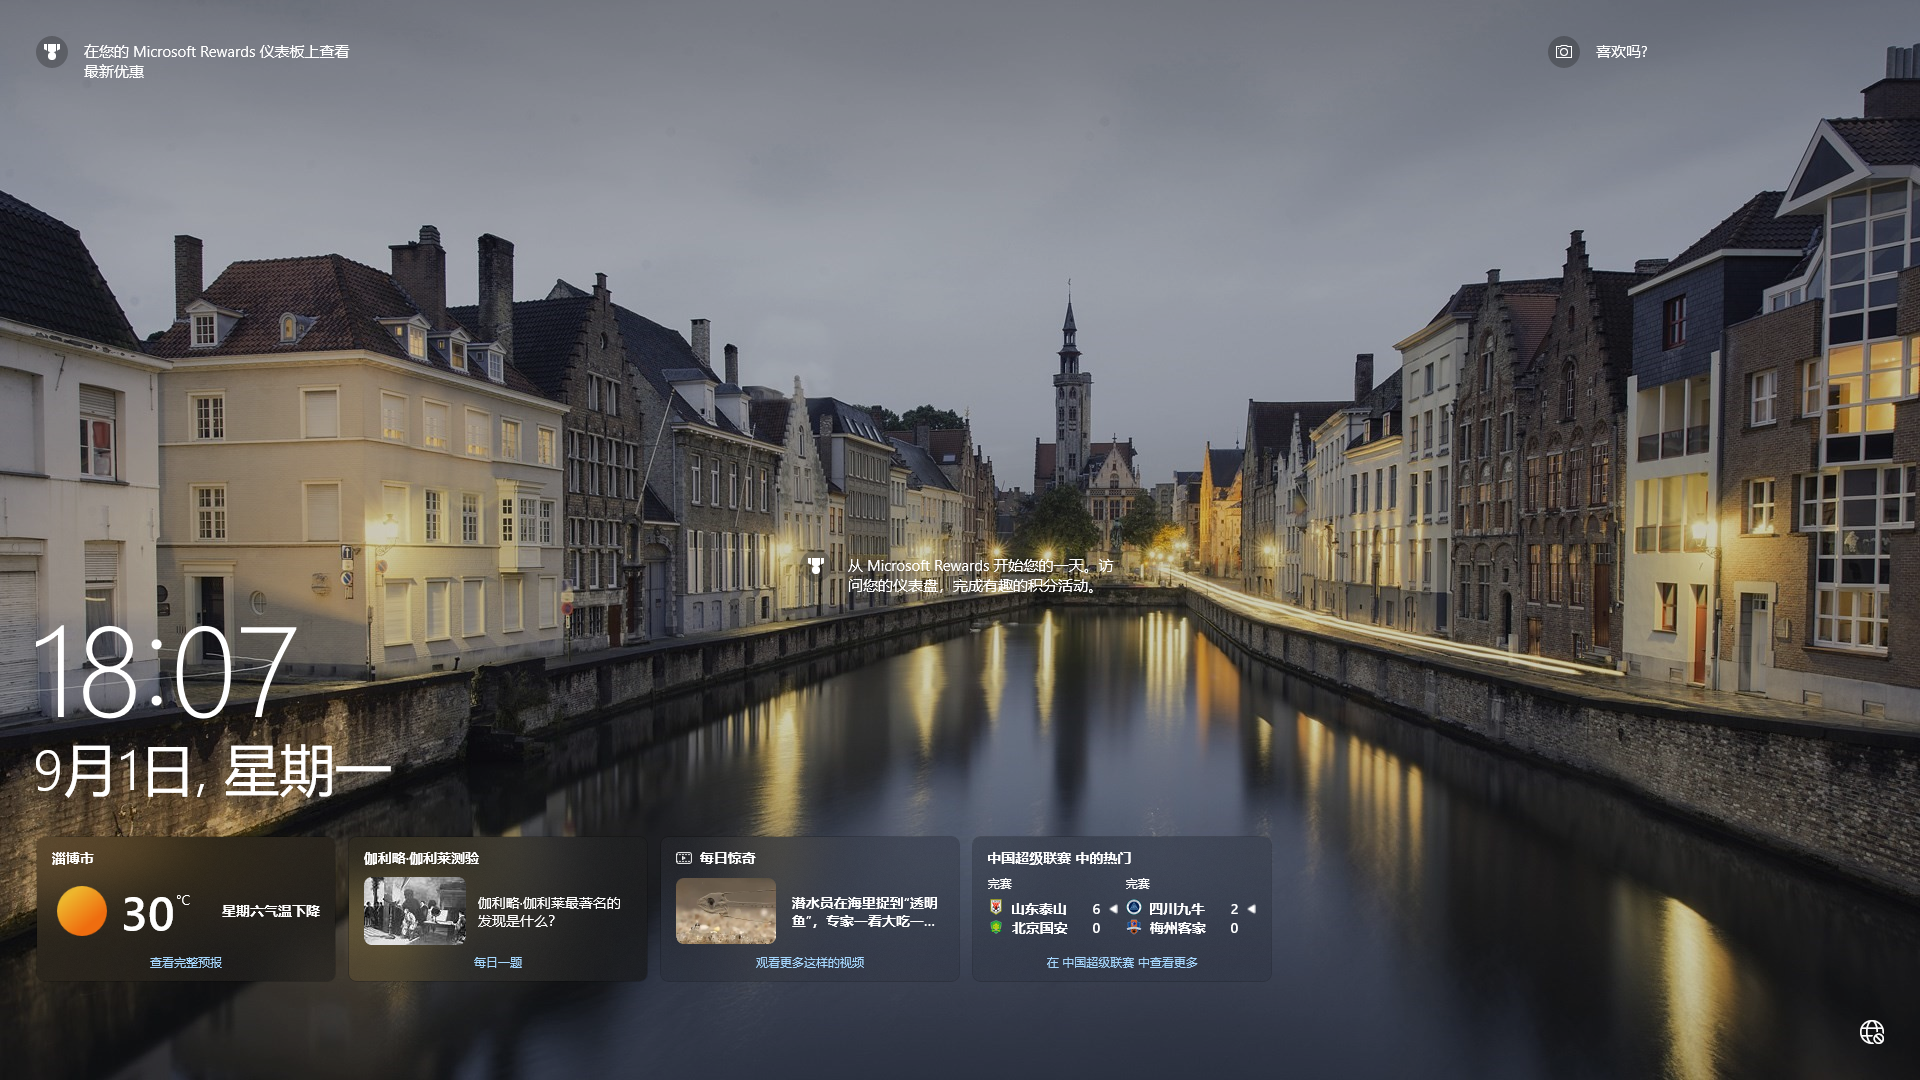 在您的 Microsoft Rewards 仪表板上查看
最新优惠
喜欢吗?
从 Microsoft Rewards 开始您的一天。访
问您的仪表盘，完成有趣的积分活动。
18:07
9月1日, 星期一
淄博市
30 °C
星期六气温下降
查看完整预报
伽利略·伽利莱测验
伽利略·伽利莱最著名的
发现是什么?
每日一题
每日惊奇
潜水员在海里捉到“透明
鱼”，专家一看大吃一...
观看更多这样的视频
中国超级联赛 中的热门
完赛
山东泰山 6
北京国安 0
完赛
四川九牛 2
梅州客家 0
在 中国超级联赛 中查看更多